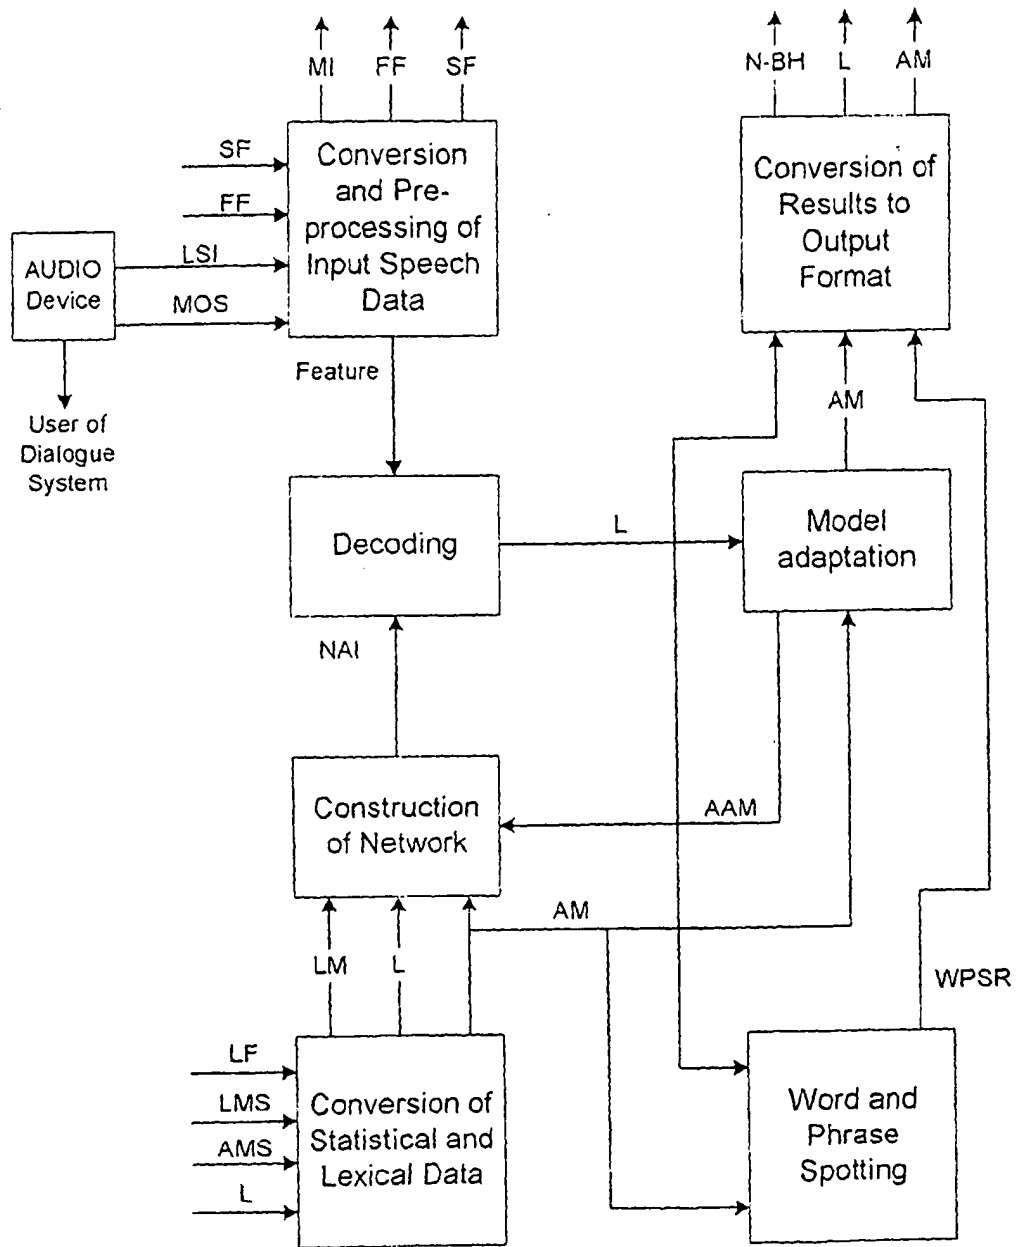 MI
FF
SF
N-BH
L
AM
SF
FF
LSI
MOS
AUDIO
Device
User of
Dialogue
System
Conversion
and Pre-
processing of
Input Speech
Data
Conversion of
Results to
Output
Format
Feature
AM
Decoding
L
Model
adaptation
NAI
Construction
of Network
AAM
AM
LM
L
WPSR
LF
LMS
AMS
L
Conversion of
Statistical and
Lexical Data
Word and
Phrase
Spotting